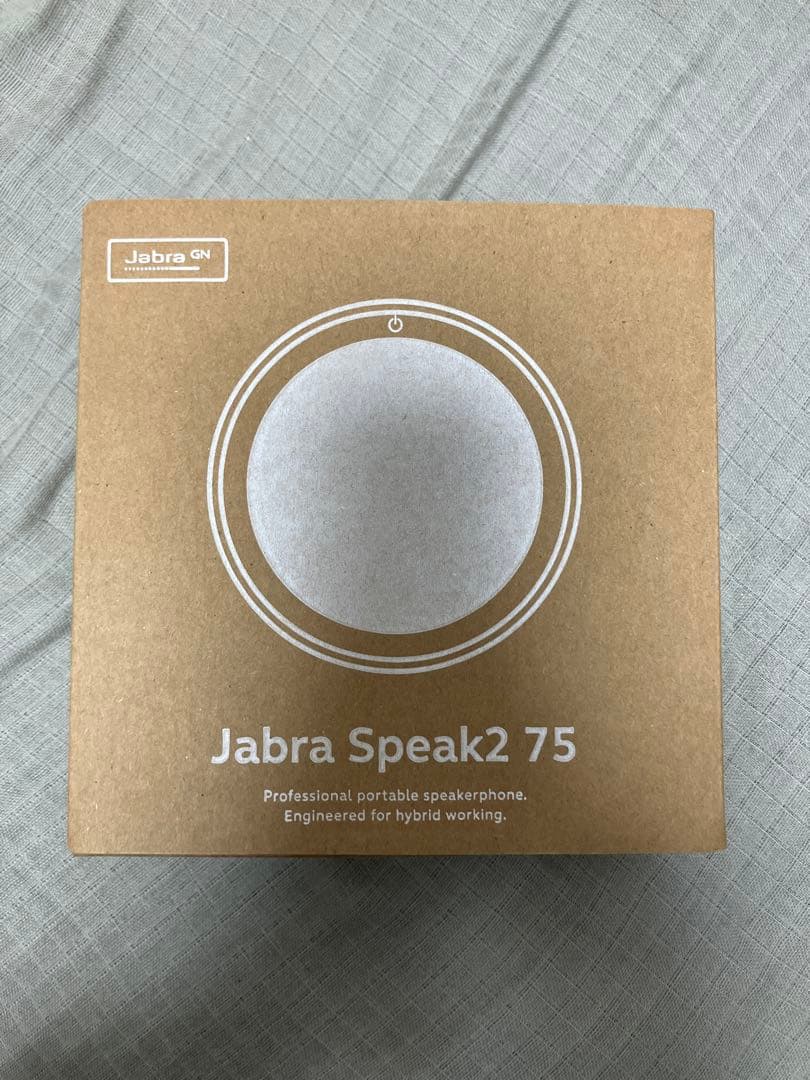 Jabra GN
Jabra Speak2 75
Professional portable speakerphone.
Engineered for hybrid working.